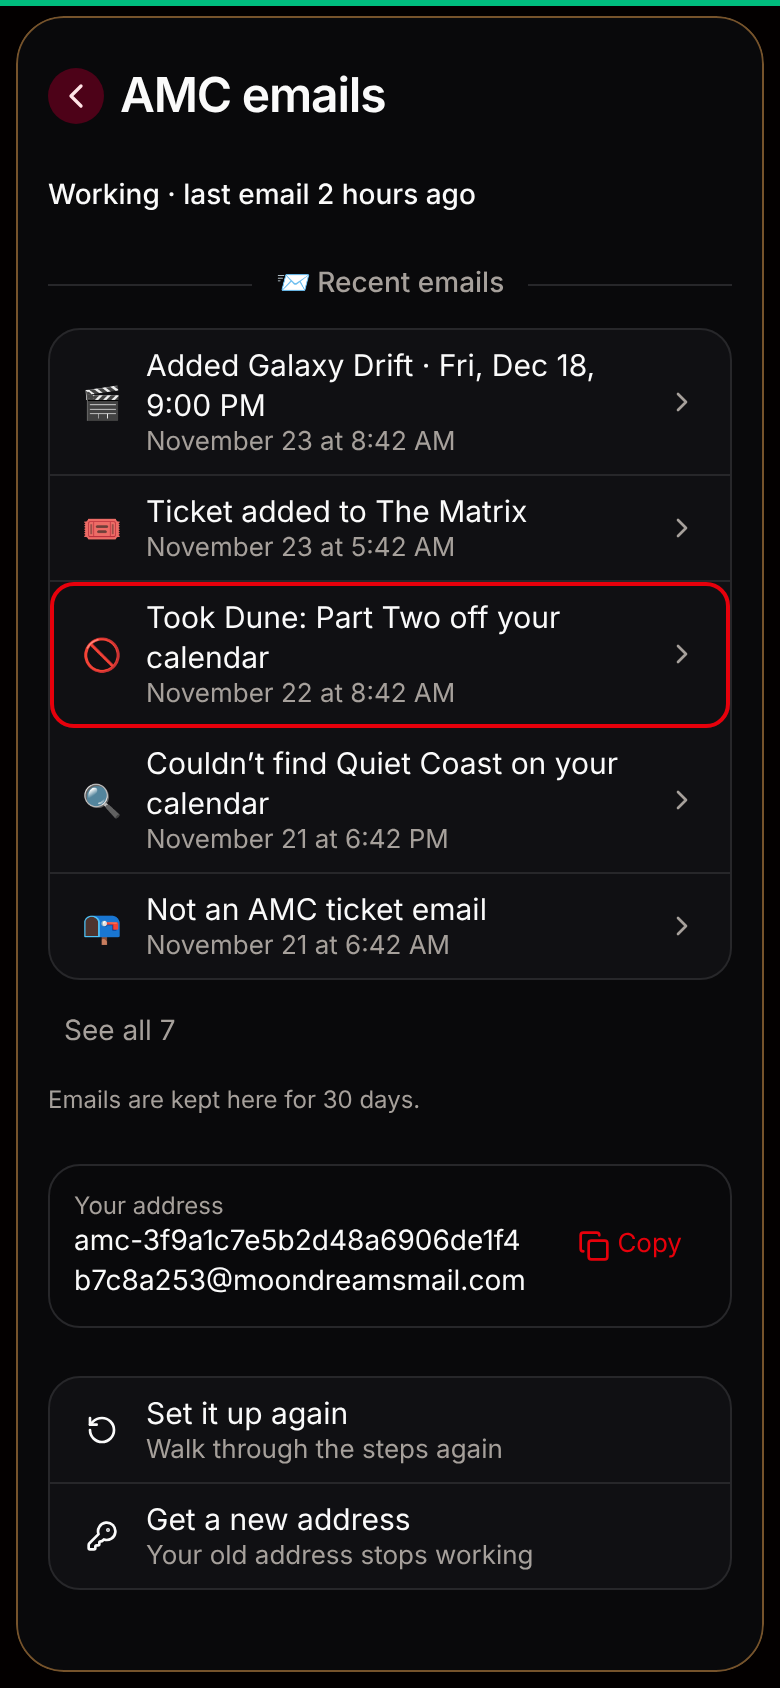 AMC emails
Working · last email 2 hours ago
Recent emails
Added Galaxy Drift · Fri, Dec 18,
9:00 PM
November 23 at 8:42 AM
Ticket added to The Matrix
November 23 at 5:42 AM
Took Dune: Part Two off your
calendar
November 22 at 8:42 AM
Couldn’t find Quiet Coast on your
calendar
November 21 at 6:42 PM
Not an AMC ticket email
November 21 at 6:42 AM
See all 7
Emails are kept here for 30 days.
Your address
amc-3f9a1c7e5b2d48a6906de1f4
b7c8a253@moondreamsmail.com
Copy
Set it up again
Walk through the steps again
Get a new address
Your old address stops working